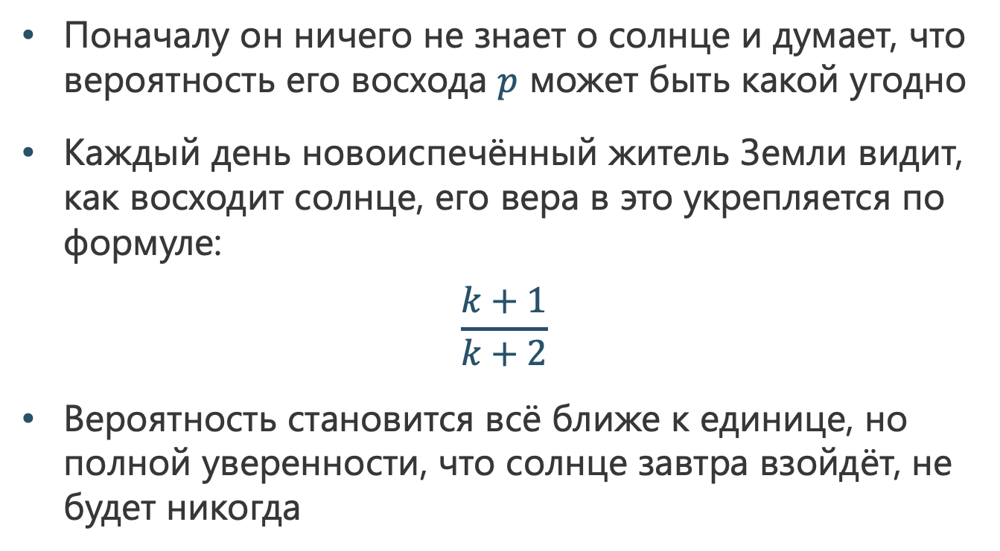 • Поначалу он ничего не знает о солнце и думает, что
вероятность его восхода p может быть какой угодно
• Каждый день новоиспечённый житель Земли видит,
как восходит солнце, его вера в это укрепляется по
формуле:
k + 1
k + 2
• Вероятность становится всё ближе к единице, но
полной уверенности, что солнце завтра взойдёт, не
будет никогда